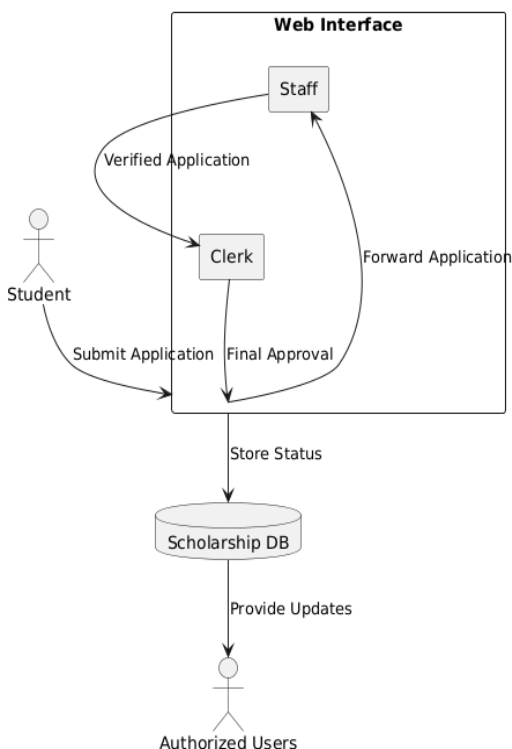 Web Interface
Staff
Verified Application
Clerk
Forward Application
Student
Submit Application
Final Approval
Store Status
Scholarship DB
Provide Updates
Authorized Users